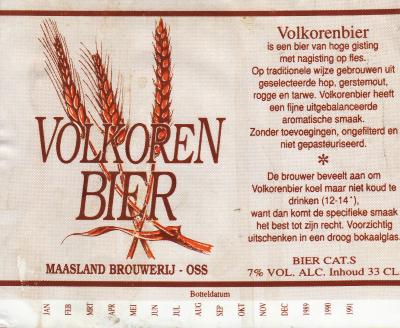 VOLKOREN
BIER
MAASLAND BROUWERIJ - OSS
Volkorenbier
is een bier van hoge gisting
met nagisting op fles.
Op traditionele wijze gebrouwen uit
geselecteerde hop, gerstemout,
rogge en tarwe. Volkorenbier heeft
een fijne uitgebalanceerde
aromatische smaak.
Zonder toevoegingen, ongefilterd en
niet gepasteuriseerd.
*
De brouwer beveelt aan om
Volkorenbier koel maar niet koud te
drinken (12-14°),
want dan komt de specifieke smaak
het best tot zijn recht. Voorzichtig
uitschenken in een droog bokaalglas.
BIER CAT.S
7% VOL. ALC. Inhoud 33 CL.
Botteldatum
JAN FEB MRT APR MEI JUN JUL AUG SEP OKT NOV DEC 1989 1990 1991